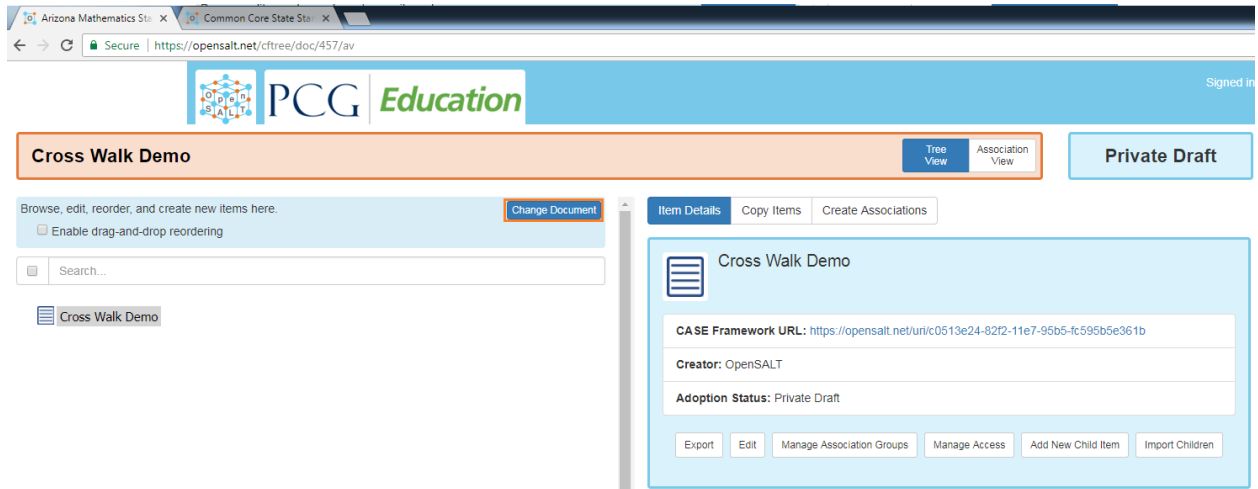 Arizona Mathematics Sta
Common Core State Stan
Secure | https://opensalt.net/cftree/doc/457/av
Open SALT
PCG Education
Signed in
Cross Walk Demo
Tree View
Association View
Private Draft
Browse, edit, reorder, and create new items here.
Change Document
Enable drag-and-drop reordering
Search...
Cross Walk Demo
Item Details
Copy Items
Create Associations
Cross Walk Demo
CASE Framework URL: https://opensalt.net/uri/c0513e24-82f2-11e7-95b5-fc595b5e361b
Creator: OpenSALT
Adoption Status: Private Draft
Export
Edit
Manage Association Groups
Manage Access
Add New Child Item
Import Children